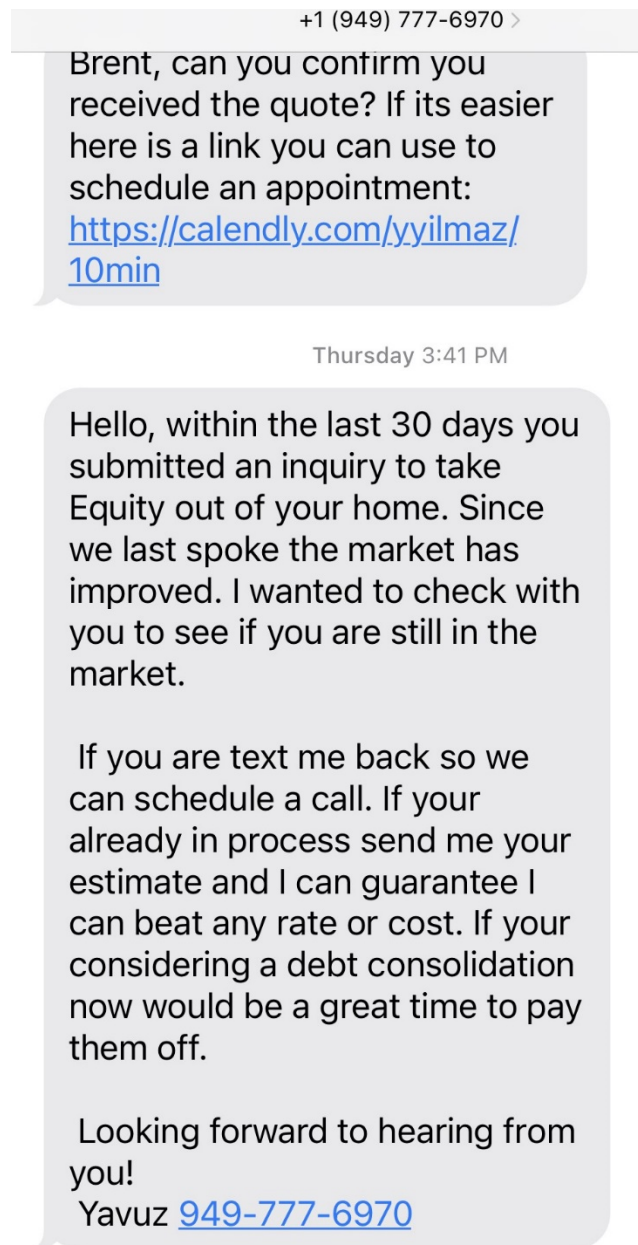 +1 (949) 777-6970 >
Brent, can you confirm you
received the quote? If its easier
here is a link you can use to
schedule an appointment:
https://calendly.com/yyilmaz/
10min
Thursday 3:41 PM
Hello, within the last 30 days you
submitted an inquiry to take
Equity out of your home. Since
we last spoke the market has
improved. I wanted to check with
you to see if you are still in the
market.
If you are text me back so we
can schedule a call. If your
already in process send me your
estimate and I can guarantee I
can beat any rate or cost. If your
considering a debt consolidation
now would be a great time to pay
them off.
Looking forward to hearing from
you!
Yavuz 949-777-6970